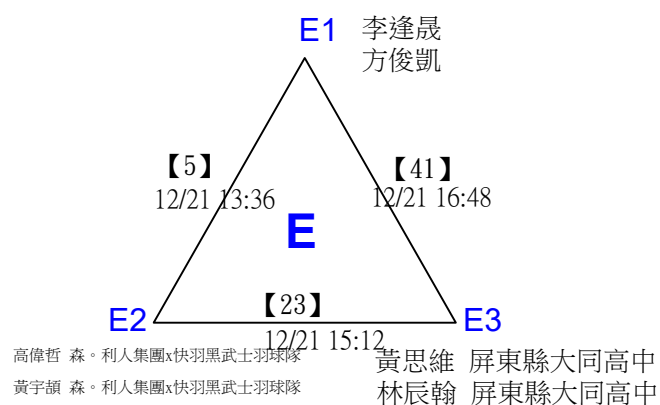 E1 李逢晟
方俊凱
【5】
12/21 13:36
【41】
12/21 16:48
E
【23】
12/21 15:12
E2
E3
高偉哲 森。利人集團x快羽黑武士羽球隊
黃宇頡 森。利人集團x快羽黑武士羽球隊
黃思維 屏東縣大同高中
林辰翰 屏東縣大同高中